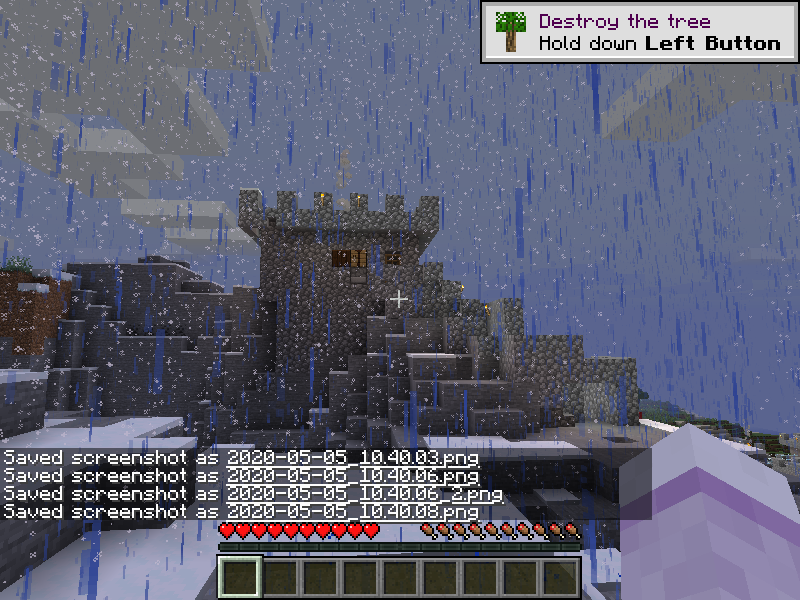 Destroy the tree
Hold down Left Button
Saved screenshot as 2020-05-05_10.40.03.png
Saved screenshot as 2020-05-05_10.40.06.png
Saved screenshot as 2020-05-05_10.40.06_2.png
Saved screenshot as 2020-05-05_10.40.08.png